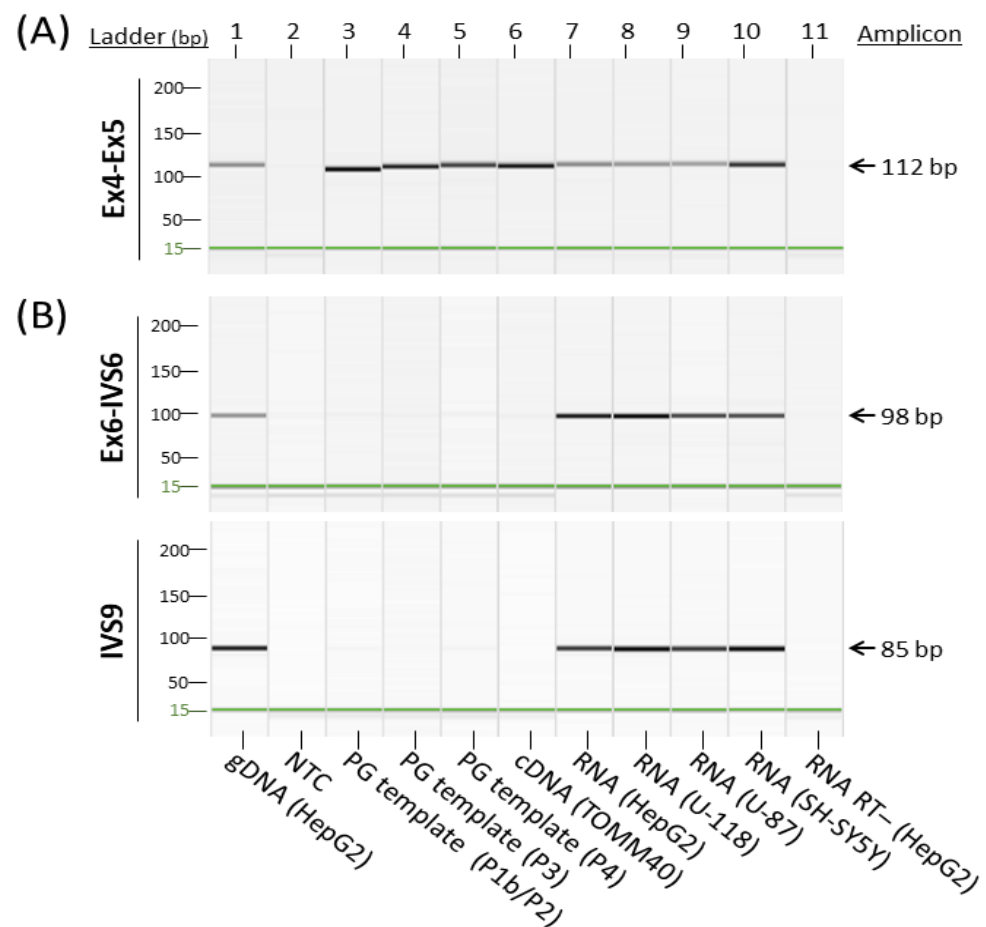 (A)
Ladder (bp) 1 2 3 4 5 6 7 8 9 10 11 Amplicon
Ex4-Ex5
200
150
100
50
15
112 bp
(B)
Ex6-IVS6
200
150
100
50
15
98 bp
IVS9
200
150
100
50
15
85 bp
gDNA (HepG2)
NTC
PG template (P1b/P2)
PG template (P3)
PG template (P4)
cDNA (TOMM40)
RNA (HepG2)
RNA (U-118)
RNA (U-87)
RNA (SH-SY5Y)
RNA RT– (HepG2)